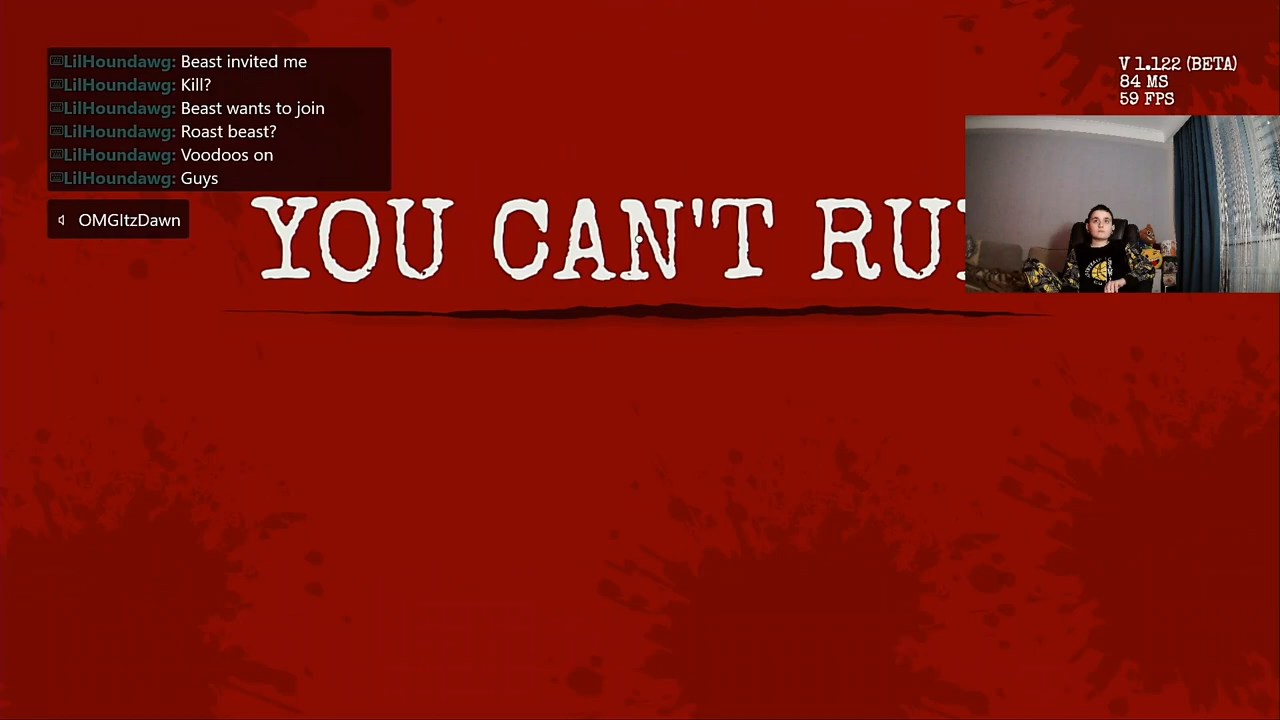 LilHoundawg: Beast invited me
LilHoundawg: Kill?
LilHoundawg: Beast wants to join
LilHoundawg: Roast beast?
LilHoundawg: Voodoos on
LilHoundawg: Guys
OMGItzDawn
YOU CAN'T RU
V 1.122 (BETA)
84 MS
59 FPS